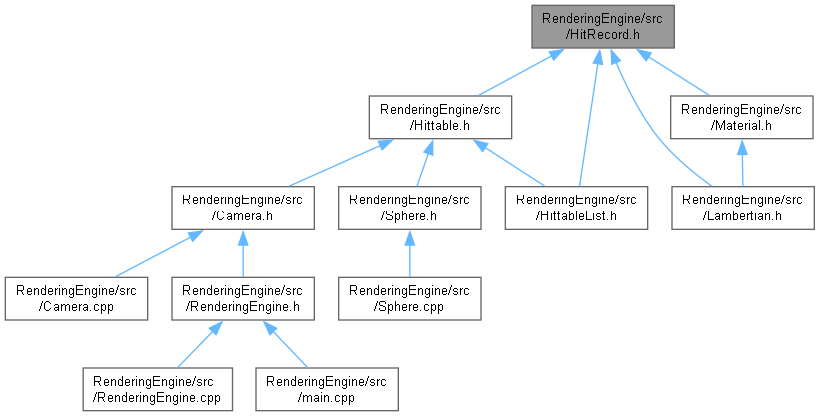 RenderingEngine/src
/HitRecord.h
RenderingEngine/src
/Hittable.h
RenderingEngine/src
/Material.h
RenderingEngine/src
/Camera.h
RenderingEngine/src
/Sphere.h
RenderingEngine/src
/HittableList.h
RenderingEngine/src
/Lambertian.h
RenderingEngine/src
/Camera.cpp
RenderingEngine/src
/RenderingEngine.h
RenderingEngine/src
/Sphere.cpp
RenderingEngine/src
/RenderingEngine.cpp
RenderingEngine/src
/main.cpp